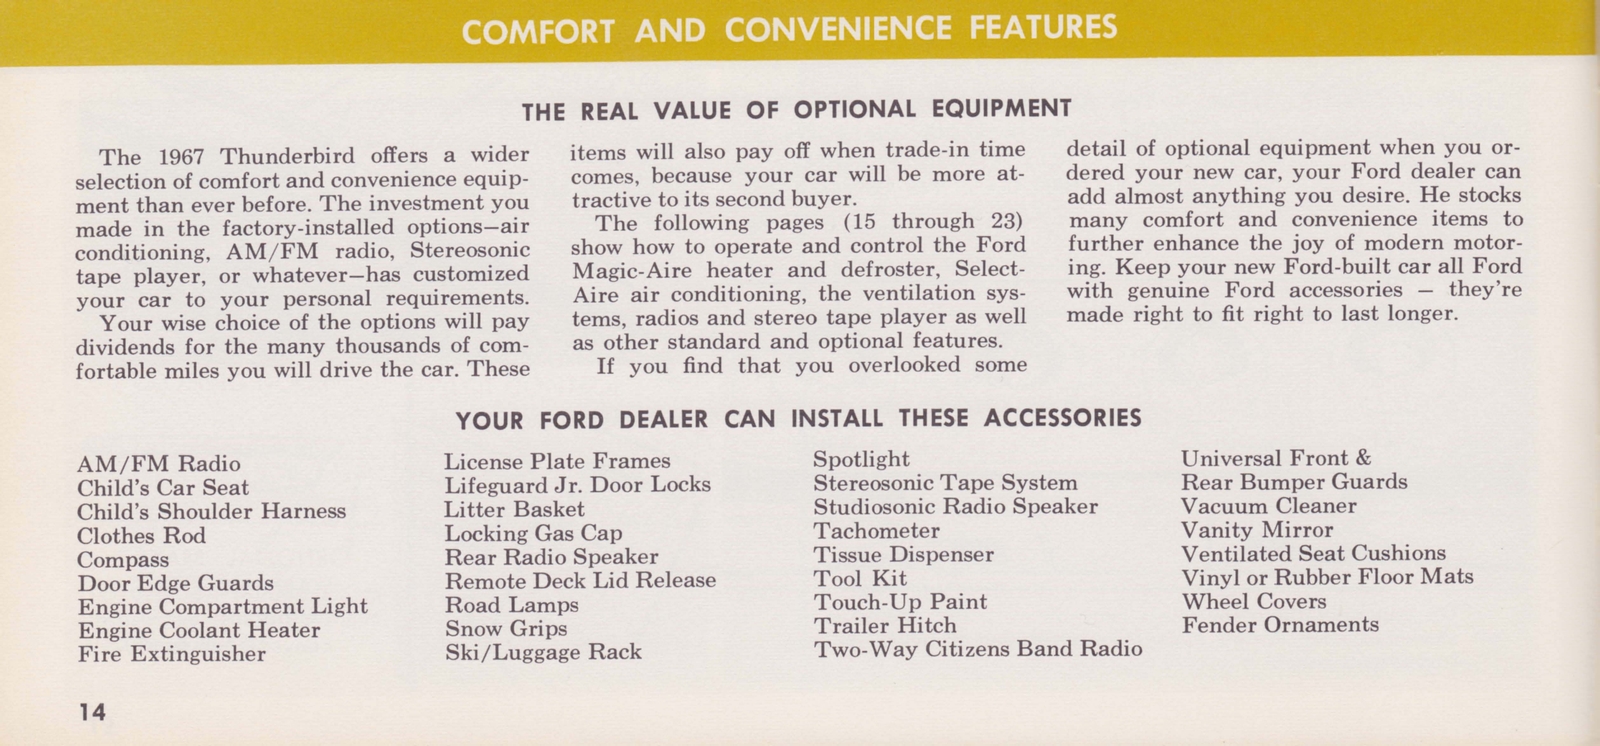 COMFORT AND CONVENIENCE FEATURES
THE REAL VALUE OF OPTIONAL EQUIPMENT
The 1967 Thunderbird offers a wider
selection of comfort and convenience equip-
ment than ever before. The investment you
made in the factory-installed options—air
conditioning, AM/FM radio, Stereosonic
tape player, or whatever—has customized
your car to your personal requirements.
Your wise choice of the options will pay
dividends for the many thousands of com-
fortable miles you will drive the car. These
items will also pay off when trade-in time
comes, because your car will be more at-
tractive to its second buyer.
The following pages (15 through 23)
show how to operate and control the Ford
Magic-Aire heater and defroster, Select-
Aire air conditioning, the ventilation sys-
tems, radios and stereo tape player as well
as other standard and optional features.
If you find that you overlooked some
detail of optional equipment when you or-
dered your new car, your Ford dealer can
add almost anything you desire. He stocks
many comfort and convenience items to
further enhance the joy of modern motor-
ing. Keep your new Ford-built car all Ford
with genuine Ford accessories — they're
made right to fit right to last longer.
YOUR FORD DEALER CAN INSTALL THESE ACCESSORIES
AM/FM Radio
Child's Car Seat
Child's Shoulder Harness
Clothes Rod
Compass
Door Edge Guards
Engine Compartment Light
Engine Coolant Heater
Fire Extinguisher
License Plate Frames
Lifeguard Jr. Door Locks
Litter Basket
Locking Gas Cap
Rear Radio Speaker
Remote Deck Lid Release
Road Lamps
Snow Grips
Ski/Luggage Rack
Spotlight
Stereosonic Tape System
Studiosonic Radio Speaker
Tachometer
Tissue Dispenser
Tool Kit
Touch-Up Paint
Trailer Hitch
Two-Way Citizens Band Radio
Universal Front &
Rear Bumper Guards
Vacuum Cleaner
Vanity Mirror
Ventilated Seat Cushions
Vinyl or Rubber Floor Mats
Wheel Covers
Fender Ornaments
14